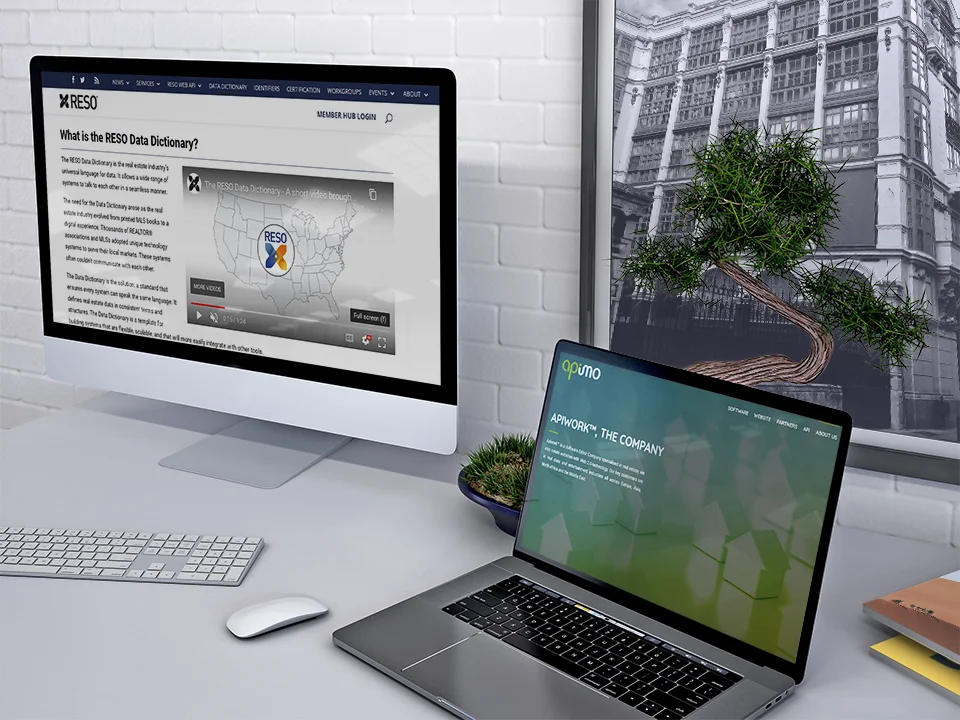 NEWS SERVICES RESO WEB API DATA DICTIONARY IDENTIFIERS CERTIFICATION WORKGROUPS EVENTS ABOUT
RESO
MEMBER HUB LOGIN
What is the RESO Data Dictionary?
The RESO Data Dictionary is the real estate industry's
universal language for data. It allows a wide range of
systems to talk to each other in a seamless manner.
The need for the Data Dictionary arose as the real
estate industry evolved from printed MLS books to a
digital experience. Thousands of REALTOR®
associations and MLSs adopted unique technology
systems to serve their local markets. These systems
often couldn't communicate with each other.
The Data Dictionary is the solution, a standard that
ensures every system can speak the same language. It
defines real estate data in consistent terms and
structures. The Data Dictionary is a template for
building systems that are flexible, scalable, and that will more easily integrate with other tools.
The RESO Data Dictionary - A short video brough...
RESO
MORE VIDEOS
Full screen (f)
apimo
SOFTWARE WEBSITE PARTNERS API ABOUT US
APIWORK™, THE COMPANY
Apiwork™ is a Software Editor Company specialised in real estate, we